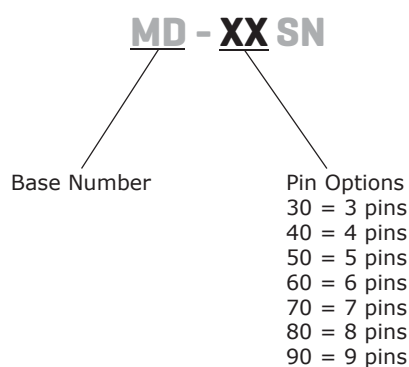 MD - XX SN
Base Number
Pin Options
30 = 3 pins
40 = 4 pins
50 = 5 pins
60 = 6 pins
70 = 7 pins
80 = 8 pins
90 = 9 pins